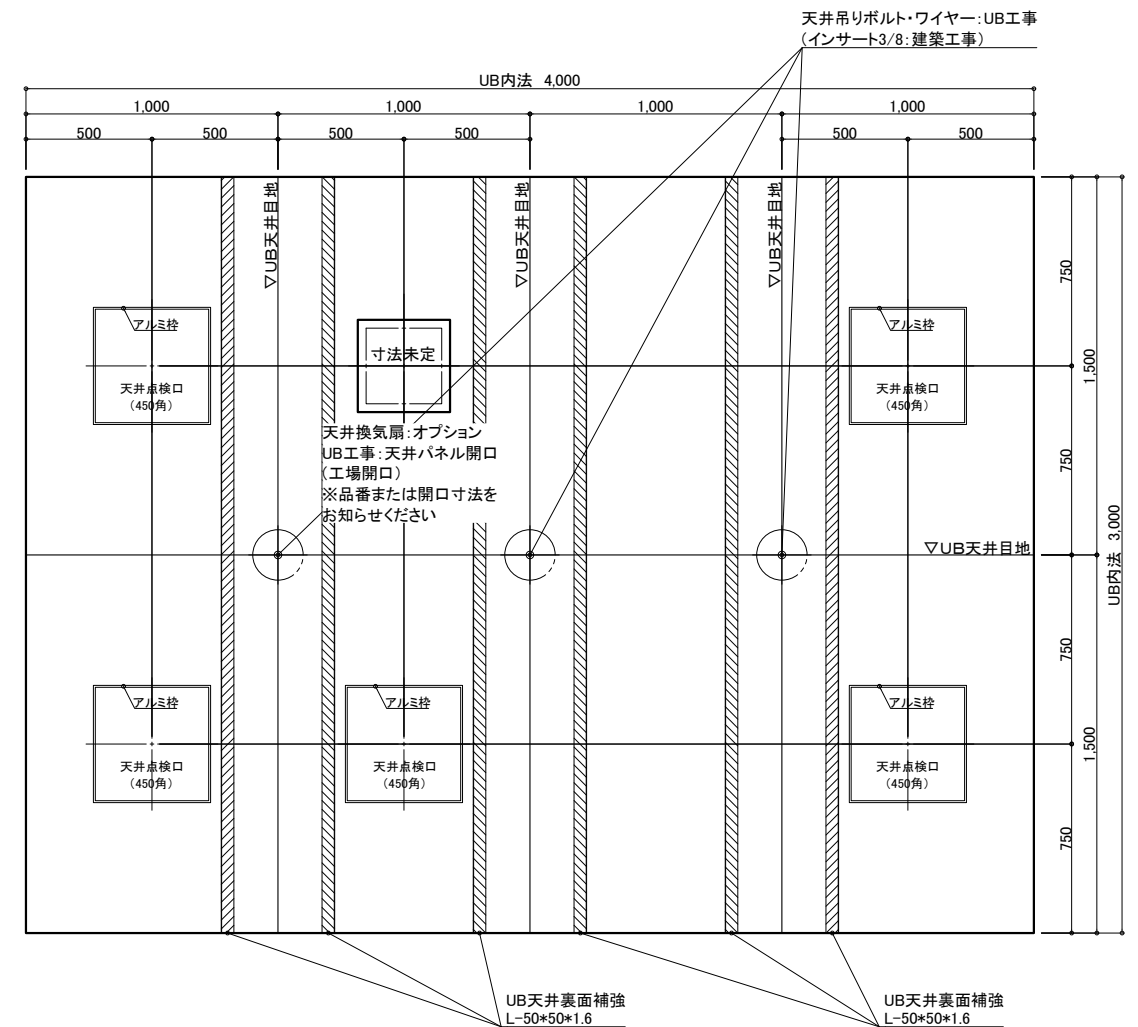 天井吊りボルト・ワイヤー：UB工事
（インサート3/8：建築工事）
UB内法 4,000
1,000 1,000 1,000 1,000
500 500 500 500 500 500
▽UB天井目地
▽UB天井目地
▽UB天井目地
アルミ枠
天井点検口
（450角）
寸法未定
アルミ枠
天井点検口
（450角）
天井換気扇：オプション
UB工事：天井パネル開口
（工場開口）
※品番または開口寸法を
お知らせください
▽UB天井目地
アルミ枠
天井点検口
（450角）
アルミ枠
天井点検口
（450角）
アルミ枠
天井点検口
（450角）
750
750
750
750
1,500
1,500
UB内法 3,000
UB天井裏面補強
L-50*50*1.6
UB天井裏面補強
L-50*50*1.6